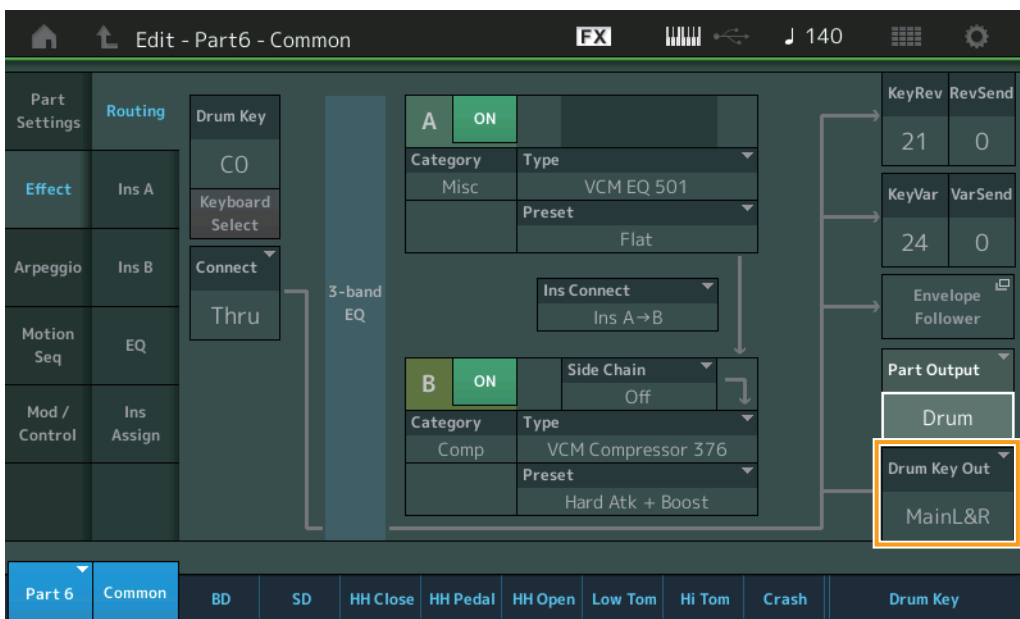 Edit - Part6 - Common
FX
♩ 140
Part
Settings
Effect
Arpeggio
Motion
Seq
Mod /
Control
Routing
Ins A
Ins B
EQ
Ins
Assign
Drum Key
C0
Keyboard
Select
Connect
Thru
3-band
EQ
A
ON
Category
Misc
Type
VCM EQ 501
Preset
Flat
Ins Connect
Ins A→B
B
ON
Side Chain
Off
Category
Comp
Type
VCM Compressor 376
Preset
Hard Atk + Boost
KeyRev RevSend
21 0
KeyVar VarSend
24 0
Envelope
Follower
Part Output
Drum
Drum Key Out
MainL&R
Part 6 Common BD SD HH Close HH Pedal HH Open Low Tom Hi Tom Crash Drum Key